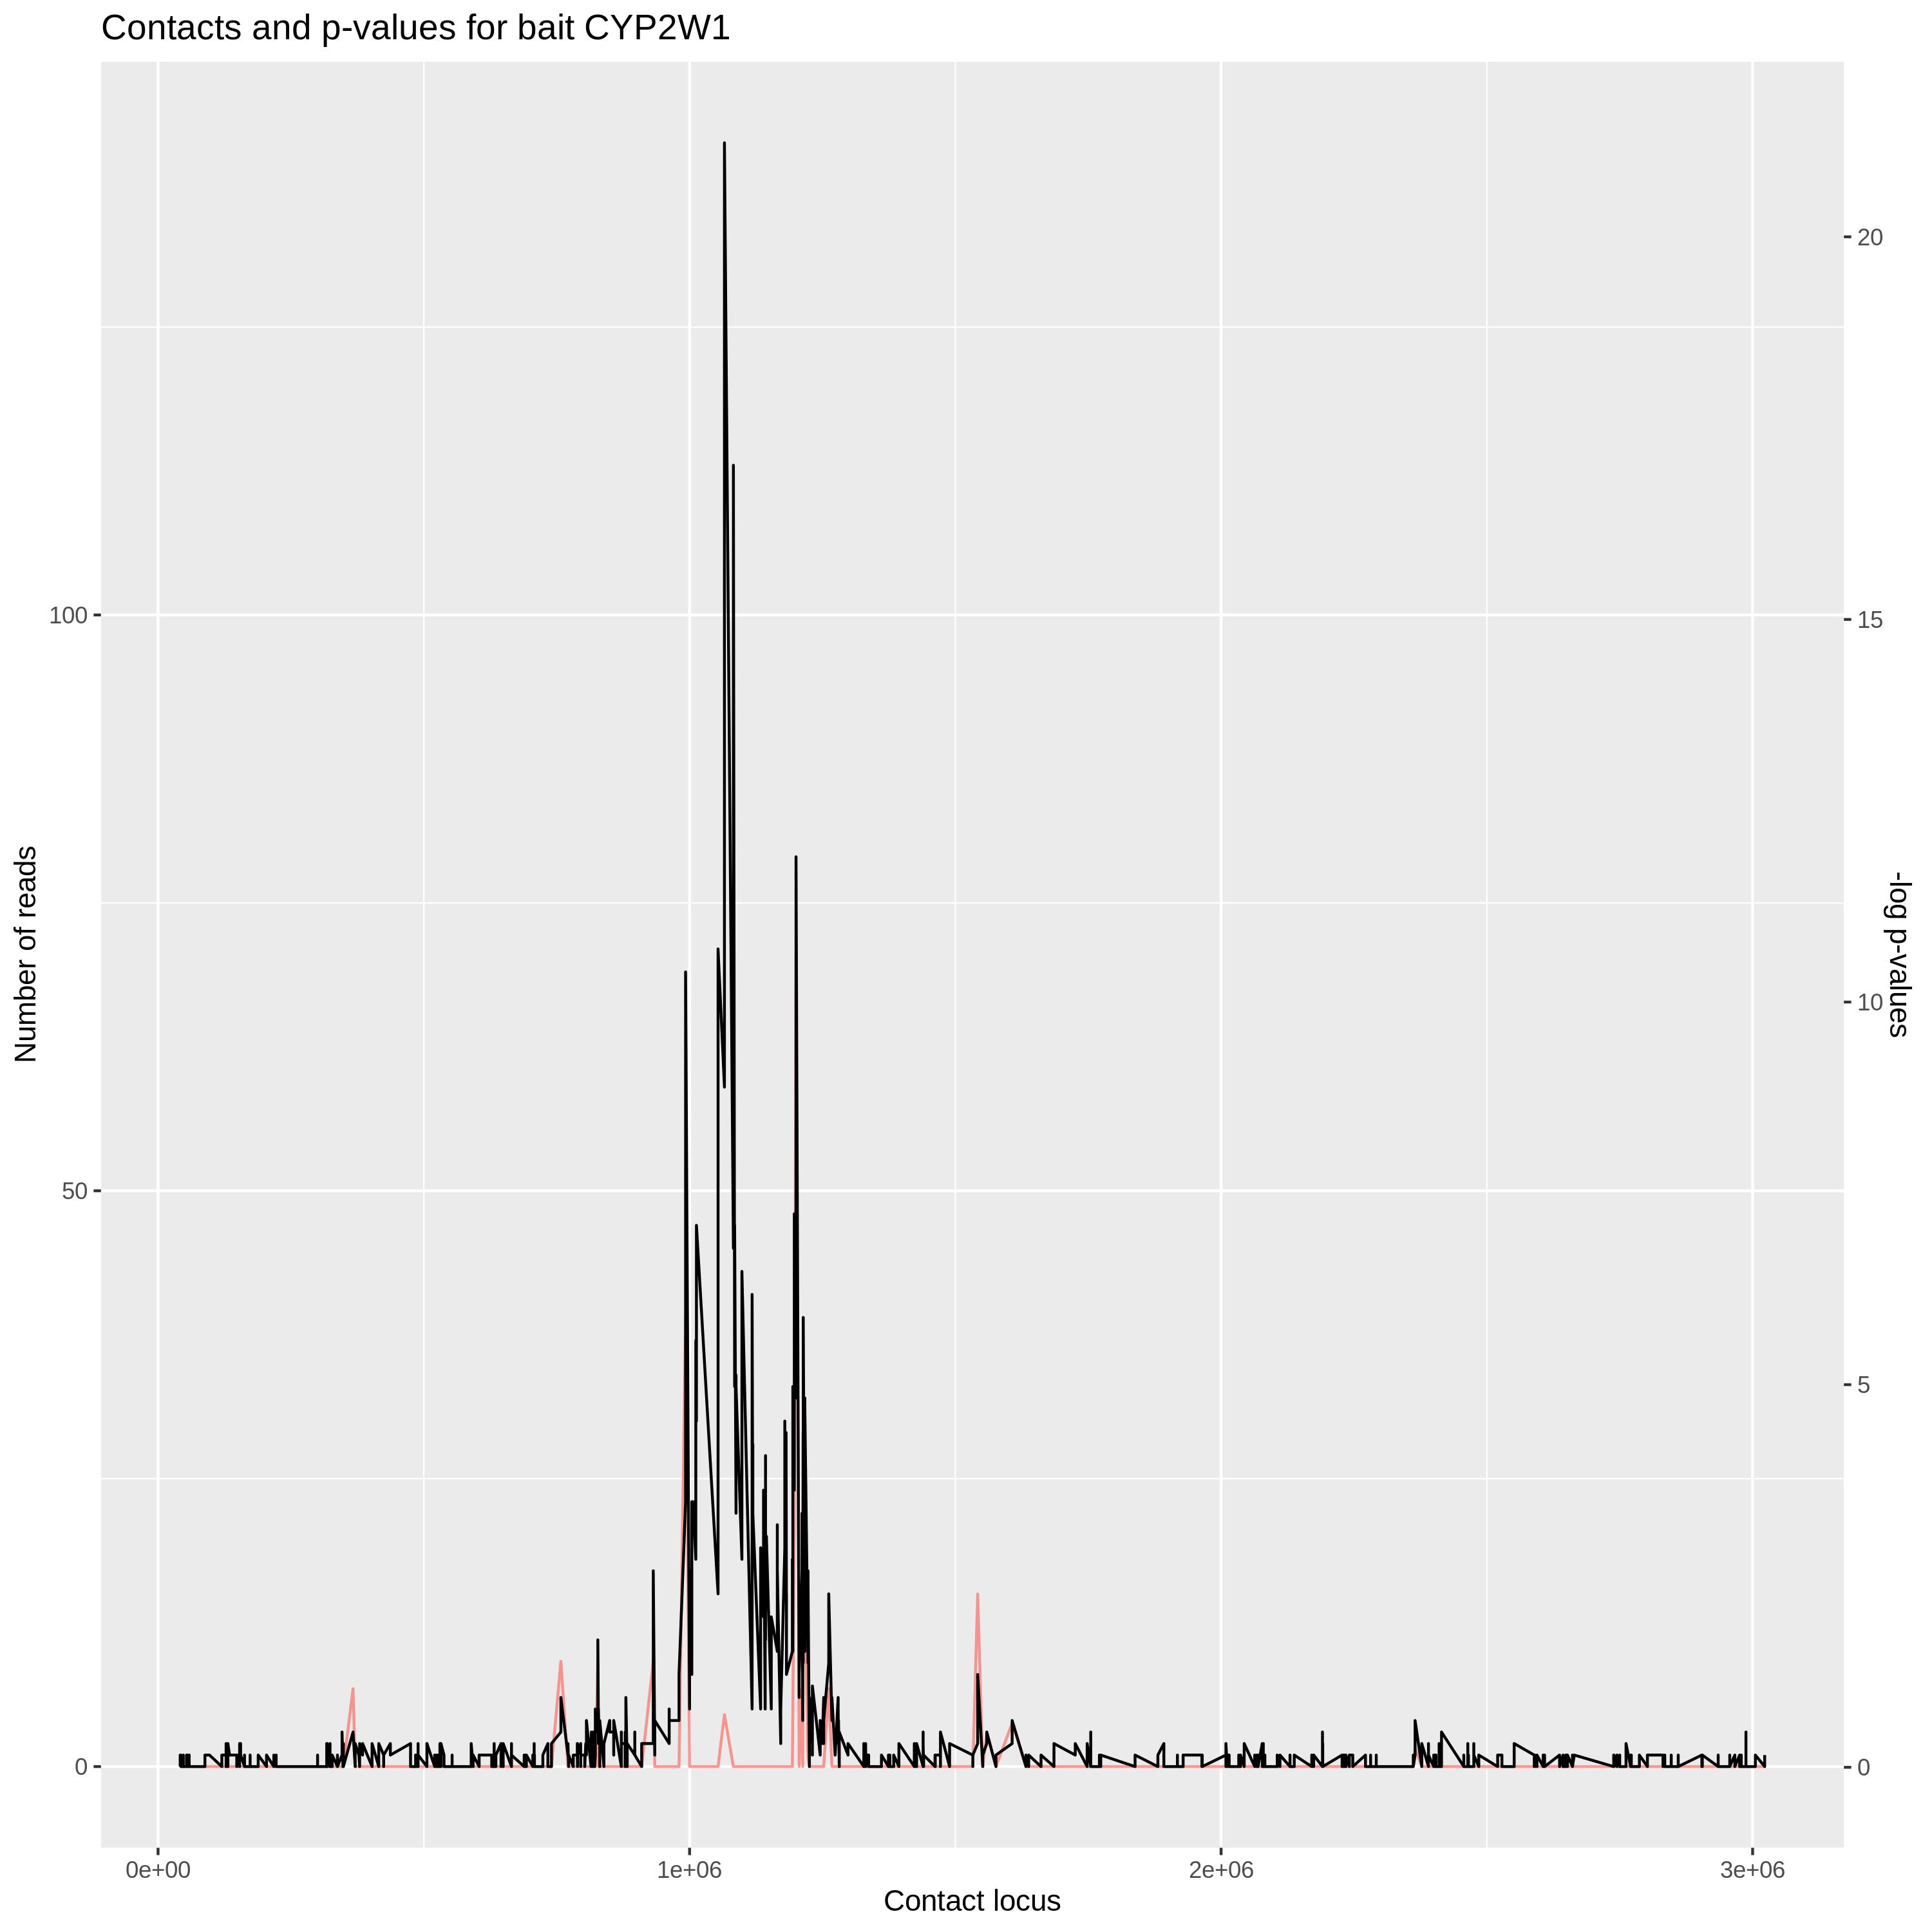 Contacts and p-values for bait CYP2W1
Number of reads
100
50
0
20
15
10
5
0
-log p-values
0e+00
1e+06
2e+06
3e+06
Contact locus